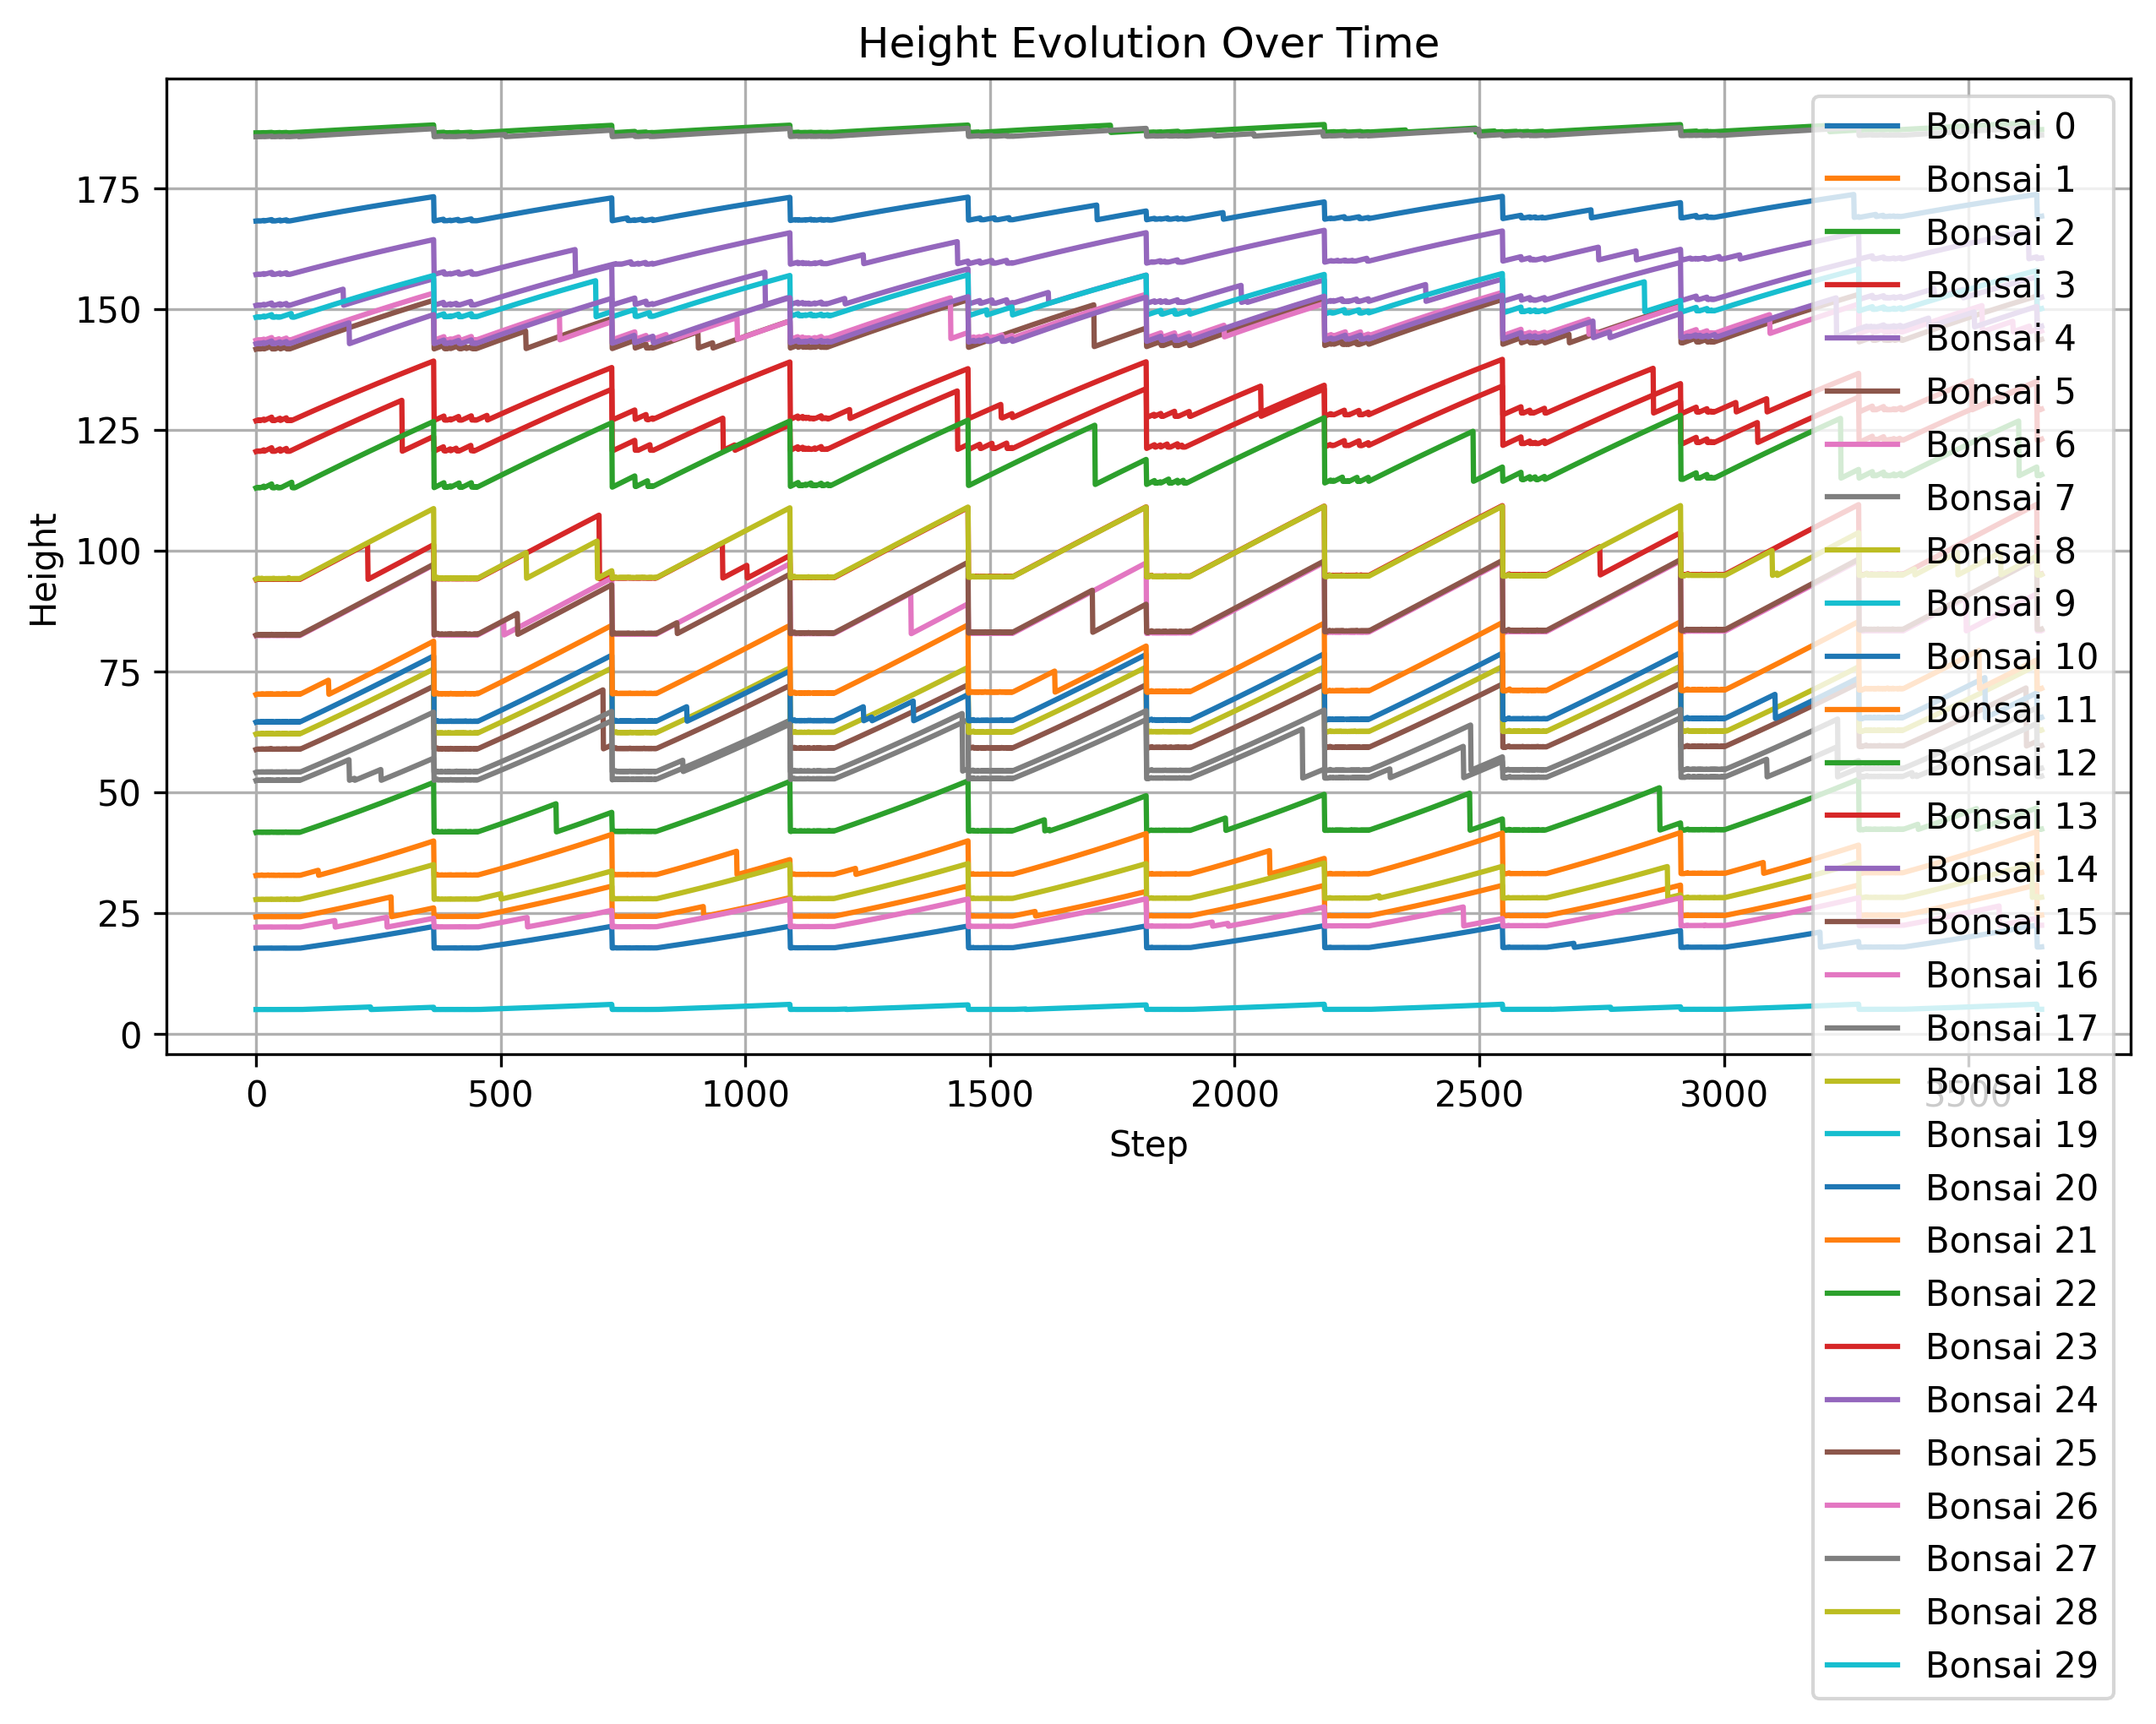 Height Evolution Over Time
Height
175
150
125
100
75
50
25
0
0
500
1000
1500
2000
2500
3000
3500
Step
Bonsai 0
Bonsai 1
Bonsai 2
Bonsai 3
Bonsai 4
Bonsai 5
Bonsai 6
Bonsai 7
Bonsai 8
Bonsai 9
Bonsai 10
Bonsai 11
Bonsai 12
Bonsai 13
Bonsai 14
Bonsai 15
Bonsai 16
Bonsai 17
Bonsai 18
Bonsai 19
Bonsai 20
Bonsai 21
Bonsai 22
Bonsai 23
Bonsai 24
Bonsai 25
Bonsai 26
Bonsai 27
Bonsai 28
Bonsai 29